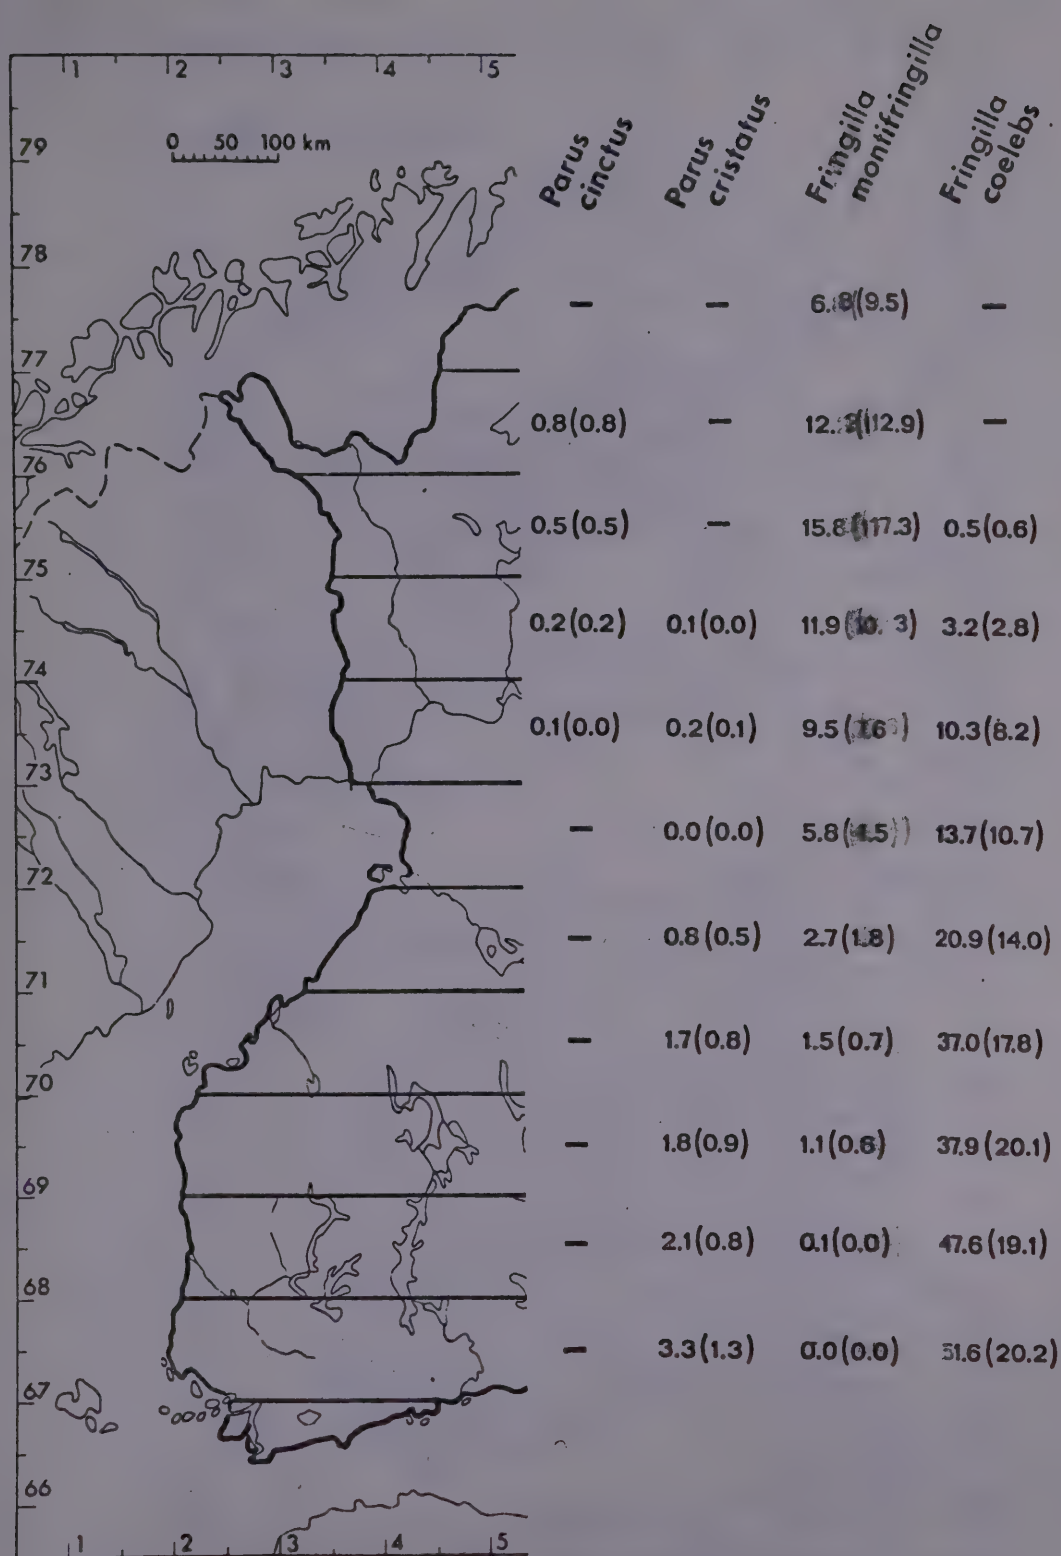 1 2 3 4 5
0 50 100 km
Parus cinctus
Parus cristatus
Fringilla montifringilla
Fringilla coelebs
79
78
– – (9.5) –
77
0.8(0.8) – (12.9) –
76
0.5(0.5) – 15.8 0.5(0.6)
75
0.2(0.2) 0.1(0.0) 11.9 3.2(2.8)
74
0.1(0.0) 0.2(0.1) 9.5 10.3(8.2)
73
– 0.0(0.0) 5.8 13.7(10.7)
72
– 0.8(0.5) 2.7(1.8) 20.9(14.0)
71
– 1.7(0.8) 1.5(0.7) 37.0(17.8)
70
– 1.8(0.9) 1.1(0.6) 37.9(20.1)
69
– 2.1(0.8) 0.1(0.0) 47.6(19.1)
68
– 3.3(1.3) 0.0(0.0) 51.6(20.2)
67
66
1 2 3 4 5